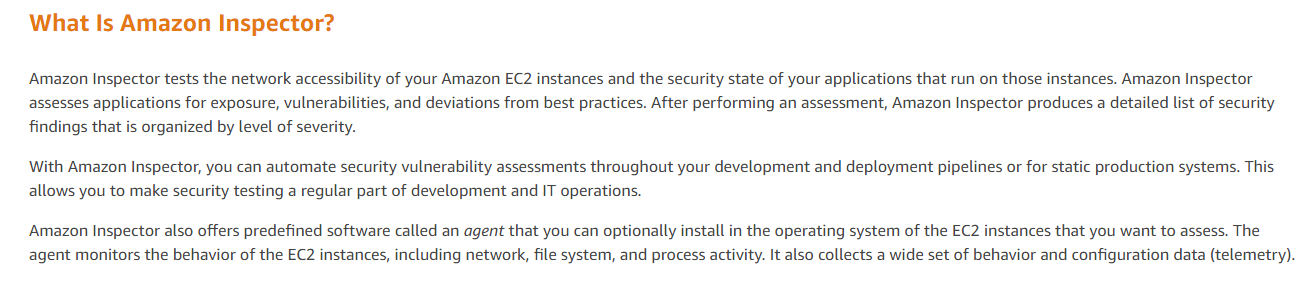 What Is Amazon Inspector?
Amazon Inspector tests the network accessibility of your Amazon EC2 instances and the security state of your applications that run on those instances. Amazon Inspector
assesses applications for exposure, vulnerabilities, and deviations from best practices. After performing an assessment, Amazon Inspector produces a detailed list of security
findings that is organized by level of severity.
With Amazon Inspector, you can automate security vulnerability assessments throughout your development and deployment pipelines or for static production systems. This
allows you to make security testing a regular part of development and IT operations.
Amazon Inspector also offers predefined software called an agent that you can optionally install in the operating system of the EC2 instances that you want to assess. The
agent monitors the behavior of the EC2 instances, including network, file system, and process activity. It also collects a wide set of behavior and configuration data (telemetry).